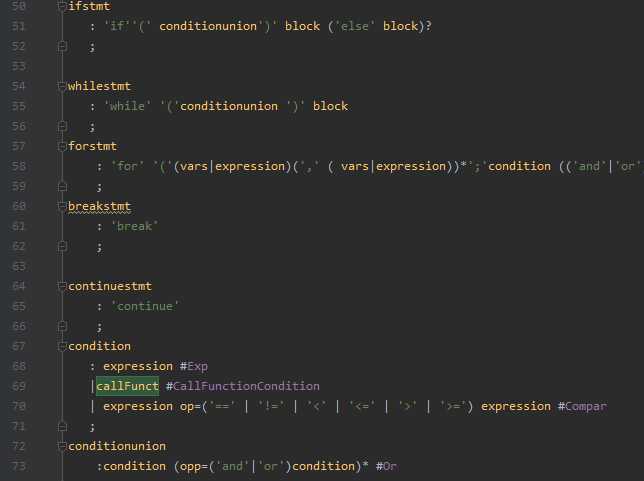 50 ifstmt
51 : 'if''(' conditionunion')' block ('else' block)?
52 ;
53
54 whilestmt
55 : 'while' '('conditionunion ')' block
56 ;
57 forstmt
58 : 'for' '('(vars|expression)(',' ( vars|expression))*';'condition (('and'|'or'
59 ;
60 breakstmt
61 : 'break'
62 ;
63
64 continuestmt
65 : 'continue'
66 ;
67 condition
68 : expression #Exp
69 |callFunct #CallFunctionCondition
70 | expression op=('==' | '!=' | '<' | '<=' | '>' | '>=') expression #Compar
71 ;
72 conditionunion
73 :condition (opp=('and'|'or')condition)* #Or